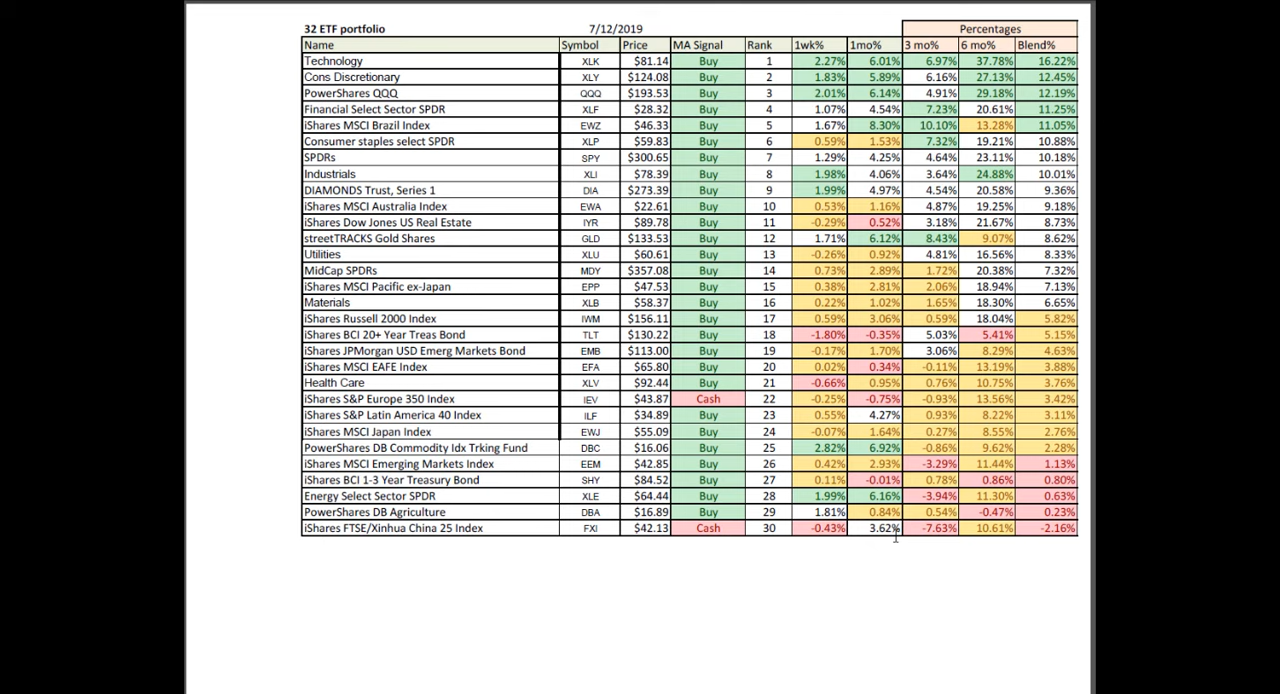 32 ETF portfolio 7/12/2019 Percentages
Name Symbol Price MA Signal Rank 1wk% 1mo% 3 mo% 6 mo% Blend%
Technology XLK $81.14 Buy 1 2.27% 6.01% 6.97% 37.78% 16.22%
Cons Discretionary XLY $124.08 Buy 2 1.83% 5.89% 6.16% 27.13% 12.45%
PowerShares QQQ QQQ $193.53 Buy 3 2.01% 6.14% 4.91% 29.18% 12.19%
Financial Select Sector SPDR XLF $28.32 Buy 4 1.07% 4.54% 7.23% 20.61% 11.25%
iShares MSCI Brazil Index EWZ $46.33 Buy 5 1.67% 8.30% 10.10% 13.28% 11.05%
Consumer staples select SPDR XLP $59.83 Buy 6 0.59% 1.53% 7.32% 19.21% 10.88%
SPDRs SPY $300.65 Buy 7 1.29% 4.25% 4.64% 23.11% 10.18%
Industrials XLI $78.39 Buy 8 1.98% 4.06% 3.64% 24.88% 10.01%
DIAMONDS Trust, Series 1 DIA $273.39 Buy 9 1.99% 4.97% 4.54% 20.58% 9.36%
iShares MSCI Australia Index EWA $22.61 Buy 10 0.53% 1.16% 4.87% 19.25% 9.18%
iShares Dow Jones US Real Estate IYR $89.78 Buy 11 -0.29% 0.52% 3.18% 21.67% 8.73%
streetTRACKS Gold Shares GLD $133.53 Buy 12 1.71% 6.12% 8.43% 9.07% 8.62%
Utilities XLU $60.61 Buy 13 -0.26% 0.92% 4.81% 16.56% 8.33%
MidCap SPDRs MDY $357.08 Buy 14 0.73% 2.89% 1.72% 20.38% 7.32%
iShares MSCI Pacific ex-Japan EPP $47.53 Buy 15 0.38% 2.81% 2.06% 18.94% 7.13%
Materials XLB $58.37 Buy 16 0.22% 1.02% 1.65% 18.30% 6.65%
iShares Russell 2000 Index IWM $156.11 Buy 17 0.59% 3.06% 0.59% 18.04% 5.82%
iShares BCI 20+ Year Treas Bond TLT $130.22 Buy 18 -1.80% -0.35% 5.03% 5.41% 5.15%
iShares JPMorgan USD Emerg Markets Bond EMB $113.00 Buy 19 -0.17% 1.70% 3.06% 8.29% 4.63%
iShares MSCI EAFE Index EFA $65.80 Buy 20 0.02% 0.34% -0.11% 13.19% 3.88%
Health Care XLV $92.44 Buy 21 -0.66% 0.95% 0.76% 10.75% 3.76%
iShares S&P Europe 350 Index IEV $43.87 Cash 22 -0.25% -0.75% -0.93% 13.56% 3.42%
iShares S&P Latin America 40 Index ILF $34.89 Buy 23 0.55% 4.27% 0.93% 8.22% 3.11%
iShares MSCI Japan Index EWJ $55.09 Buy 24 -0.07% 1.64% 0.27% 8.55% 2.76%
PowerShares DB Commodity Idx Trking Fund DBC $16.06 Buy 25 2.82% 6.92% -0.86% 9.62% 2.28%
iShares MSCI Emerging Markets Index EEM $42.85 Buy 26 0.42% 2.93% -3.29% 11.44% 1.13%
iShares BCI 1-3 Year Treasury Bond SHY $84.52 Buy 27 0.11% -0.01% 0.78% 0.86% 0.80%
Energy Select Sector SPDR XLE $64.44 Buy 28 1.99% 6.16% -3.94% 11.30% 0.63%
PowerShares DB Agriculture DBA $16.89 Buy 29 1.81% 0.84% 0.54% -0.47% 0.23%
iShares FTSE/Xinhua China 25 Index FXI $42.13 Cash 30 -0.43% 3.62% -7.63% 10.61% -2.16%